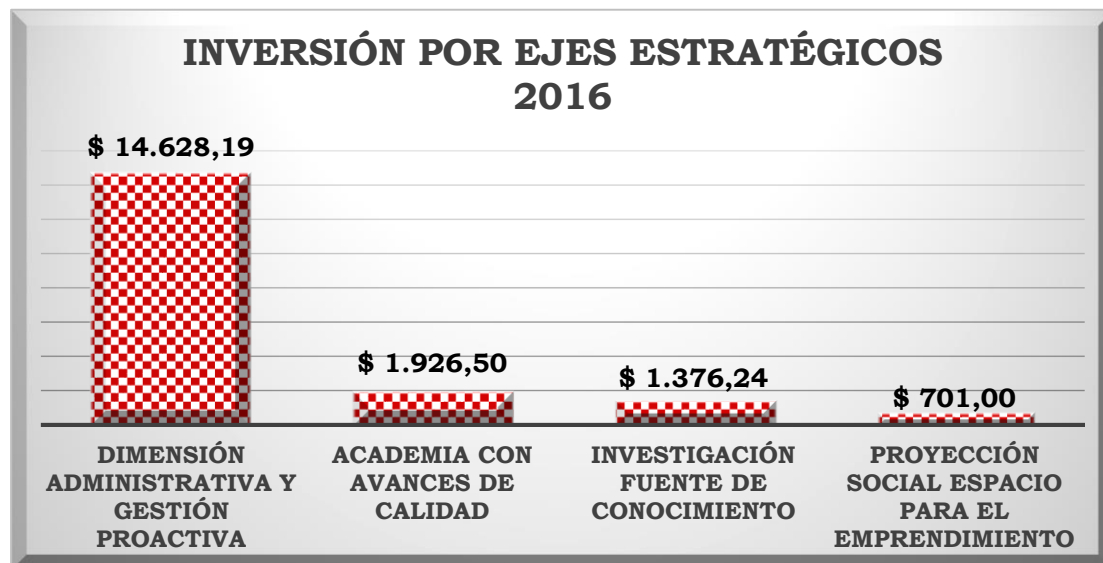 INVERSIÓN POR EJES ESTRATÉGICOS
2016
$ 14.628,19
$ 1.926,50
$ 1.376,24
$ 701,00
DIMENSIÓN
ADMINISTRATIVA Y
GESTIÓN
PROACTIVA
ACADEMIA CON
AVANCES DE
CALIDAD
INVESTIGACIÓN
FUENTE DE
CONOCIMIENTO
PROYECCIÓN
SOCIAL ESPACIO
PARA EL
EMPRENDIMIENTO